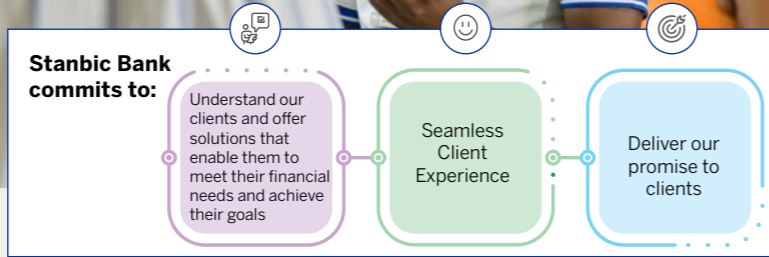 Stanbic Bank
commits to:
Understand our
clients and offer
solutions that
enable them to
meet their financial
needs and achieve
their goals
Seamless
Client
Experience
Deliver our
promise to
clients